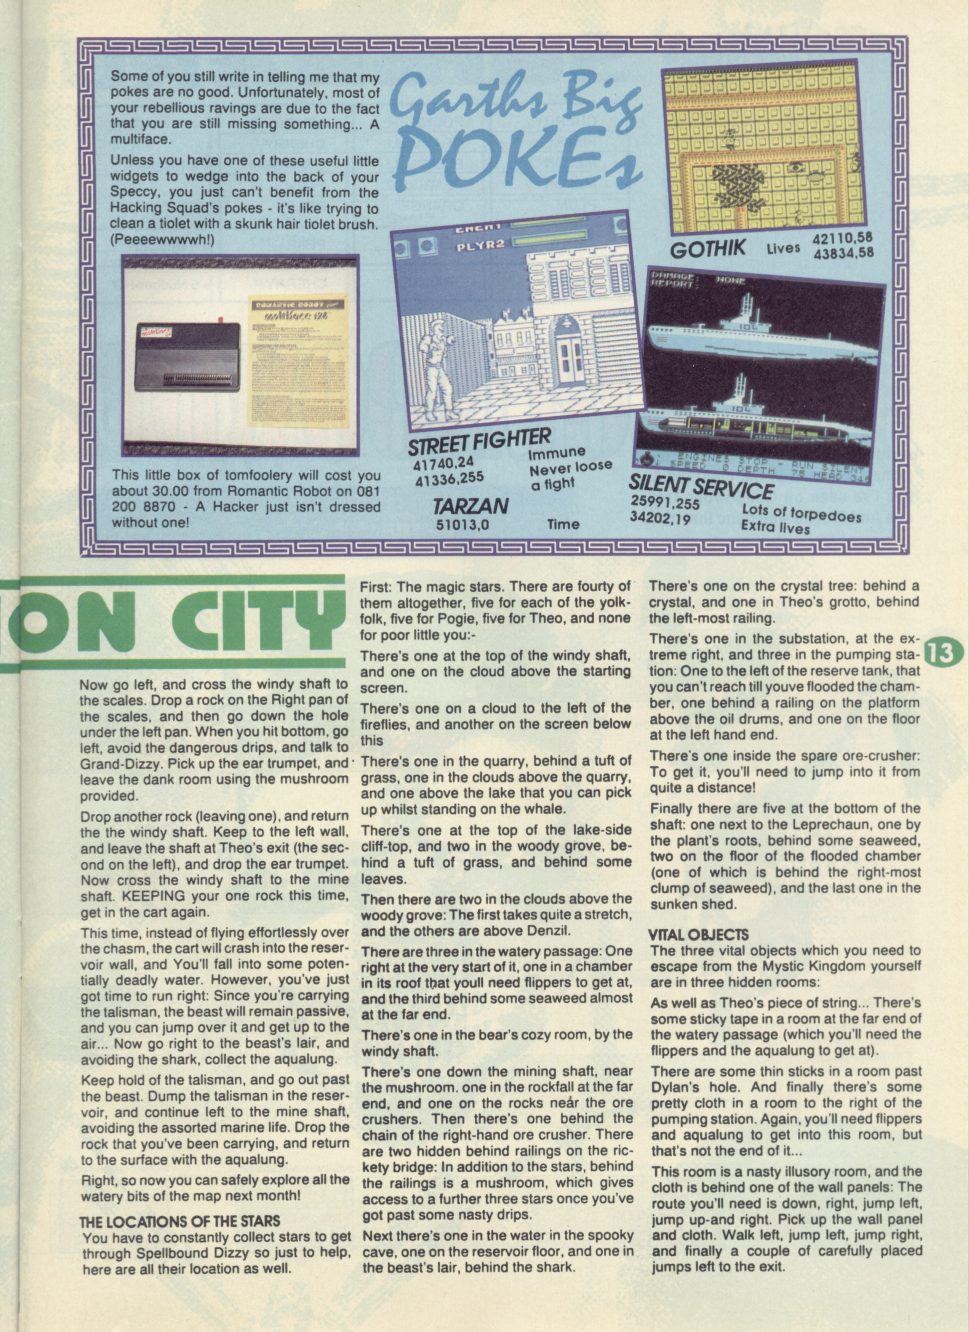 Some of you still write in telling me that my
pokes are no good. Unfortunately, most of
your rebellious ravings are due to the fact
that you are still missing something... A
multiface.
Unless you have one of these useful little
widgets to wedge into the back of your
Speccy, you just can't benefit from the
Hacking Squad's pokes - it's like trying to
clean a tiolet with a skunk hair tiolet brush.
(Peeeewwwwh!)
ROMANTIC ROBOT
multiface 128
This little box of tomfoolery will cost you
about 30.00 from Romantic Robot on 081
200 8870 - A Hacker just isn't dressed
without one!
Garths Big
POKEs
ENEMY
PLYR2
STREET FIGHTER
41740,24 Immune
41336,255 Never loose
a fight
TARZAN
51013,0 Time
GOTHIK Lives 42110,58
43834,58
DAMAGE: NONE
REPORT:
104
104
ENGINES STOP - RUN SILENT
SPEED 0 DEPTH 75 HEAD 345
SILENT SERVICE
25991,255 Lots of torpedoes
34202,19 Extra lives
ON CITY
Now go left, and cross the windy shaft to
the scales. Drop a rock on the Right pan of
the scales, and then go down the hole
under the left pan. When you hit bottom, go
left, avoid the dangerous drips, and talk to
Grand-Dizzy. Pick up the ear trumpet, and
leave the dank room using the mushroom
provided.
Drop another rock (leaving one), and return
the the windy shaft. Keep to the left wall,
and leave the shaft at Theo's exit (the sec-
ond on the left), and drop the ear trumpet.
Now cross the windy shaft to the mine
shaft. KEEPING your one rock this time,
get in the cart again.
This time, instead of flying effortlessly over
the chasm, the cart will crash into the reser-
voir wall, and You'll fall into some poten-
tially deadly water. However, you've just
got time to run right: Since you're carrying
the talisman, the beast will remain passive,
and you can jump over it and get up to the
air... Now go right to the beast's lair, and
avoiding the shark, collect the aqualung.
Keep hold of the talisman, and go out past
the beast. Dump the talisman in the reser-
voir, and continue left to the mine shaft,
avoiding the assorted marine life. Drop the
rock that you've been carrying, and return
to the surface with the aqualung.
Right, so now you can safely explore all the
watery bits of the map next month!
THE LOCATIONS OF THE STARS
You have to constantly collect stars to get
through Spellbound Dizzy so just to help,
here are all their location as well.
First: The magic stars. There are fourty of
them altogether, five for each of the yolk-
folk, five for Pogie, five for Theo, and none
for poor little you:-
There's one at the top of the windy shaft,
and one on the cloud above the starting
screen.
There's one on a cloud to the left of the
fireflies, and another on the screen below
this
There's one in the quarry, behind a tuft of
grass, one in the clouds above the quarry,
and one above the lake that you can pick
up whilst standing on the whale.
There's one at the top of the lake-side
cliff-top, and two in the woody grove, be-
hind a tuft of grass, and behind some
leaves.
Then there are two in the clouds above the
woody grove: The first takes quite a stretch,
and the others are above Denzil.
There are three in the watery passage: One
right at the very start of it, one in a chamber
in its roof that youll need flippers to get at,
and the third behind some seaweed almost
at the far end.
There's one in the bear's cozy room, by the
windy shaft.
There's one down the mining shaft, near
the mushroom. one in the rockfall at the far
end, and one on the rocks near the ore
crushers. Then there's one behind the
chain of the right-hand ore crusher. There
are two hidden behind railings on the ric-
kety bridge: In addition to the stars, behind
the railings is a mushroom, which gives
access to a further three stars once you've
got past some nasty drips.
Next there's one in the water in the spooky
cave, one on the reservoir floor, and one in
the beast's lair, behind the shark.
There's one on the crystal tree: behind a
crystal, and one in Theo's grotto, behind
the left-most railing.
There's one in the substation, at the ex-
treme right, and three in the pumping sta-
tion: One to the left of the reserve tank, that
you can't reach till youve flooded the cham-
ber, one behind a railing on the platform
above the oil drums, and one on the floor
at the left hand end.
There's one inside the spare ore-crusher:
To get it, you'll need to jump into it from
quite a distance!
Finally there are five at the bottom of the
shaft: one next to the Leprechaun, one by
the plant's roots, behind some seaweed,
two on the floor of the flooded chamber
(one of which is behind the right-most
clump of seaweed), and the last one in the
sunken shed.
VITAL OBJECTS
The three vital objects which you need to
escape from the Mystic Kingdom yourself
are in three hidden rooms:
As well as Theo's piece of string... There's
some sticky tape in a room at the far end of
the watery passage (which you'll need the
flippers and the aqualung to get at).
There are some thin sticks in a room past
Dylan's hole. And finally there's some
pretty cloth in a room to the right of the
pumping station. Again, you'll need flippers
and aqualung to get into this room, but
that's not the end of it...
This room is a nasty illusory room, and the
cloth is behind one of the wall panels: The
route you'll need is down, right, jump left,
jump up-and right. Pick up the wall panel
and cloth. Walk left, jump left, jump right,
and finally a couple of carefully placed
jumps left to the exit.
13